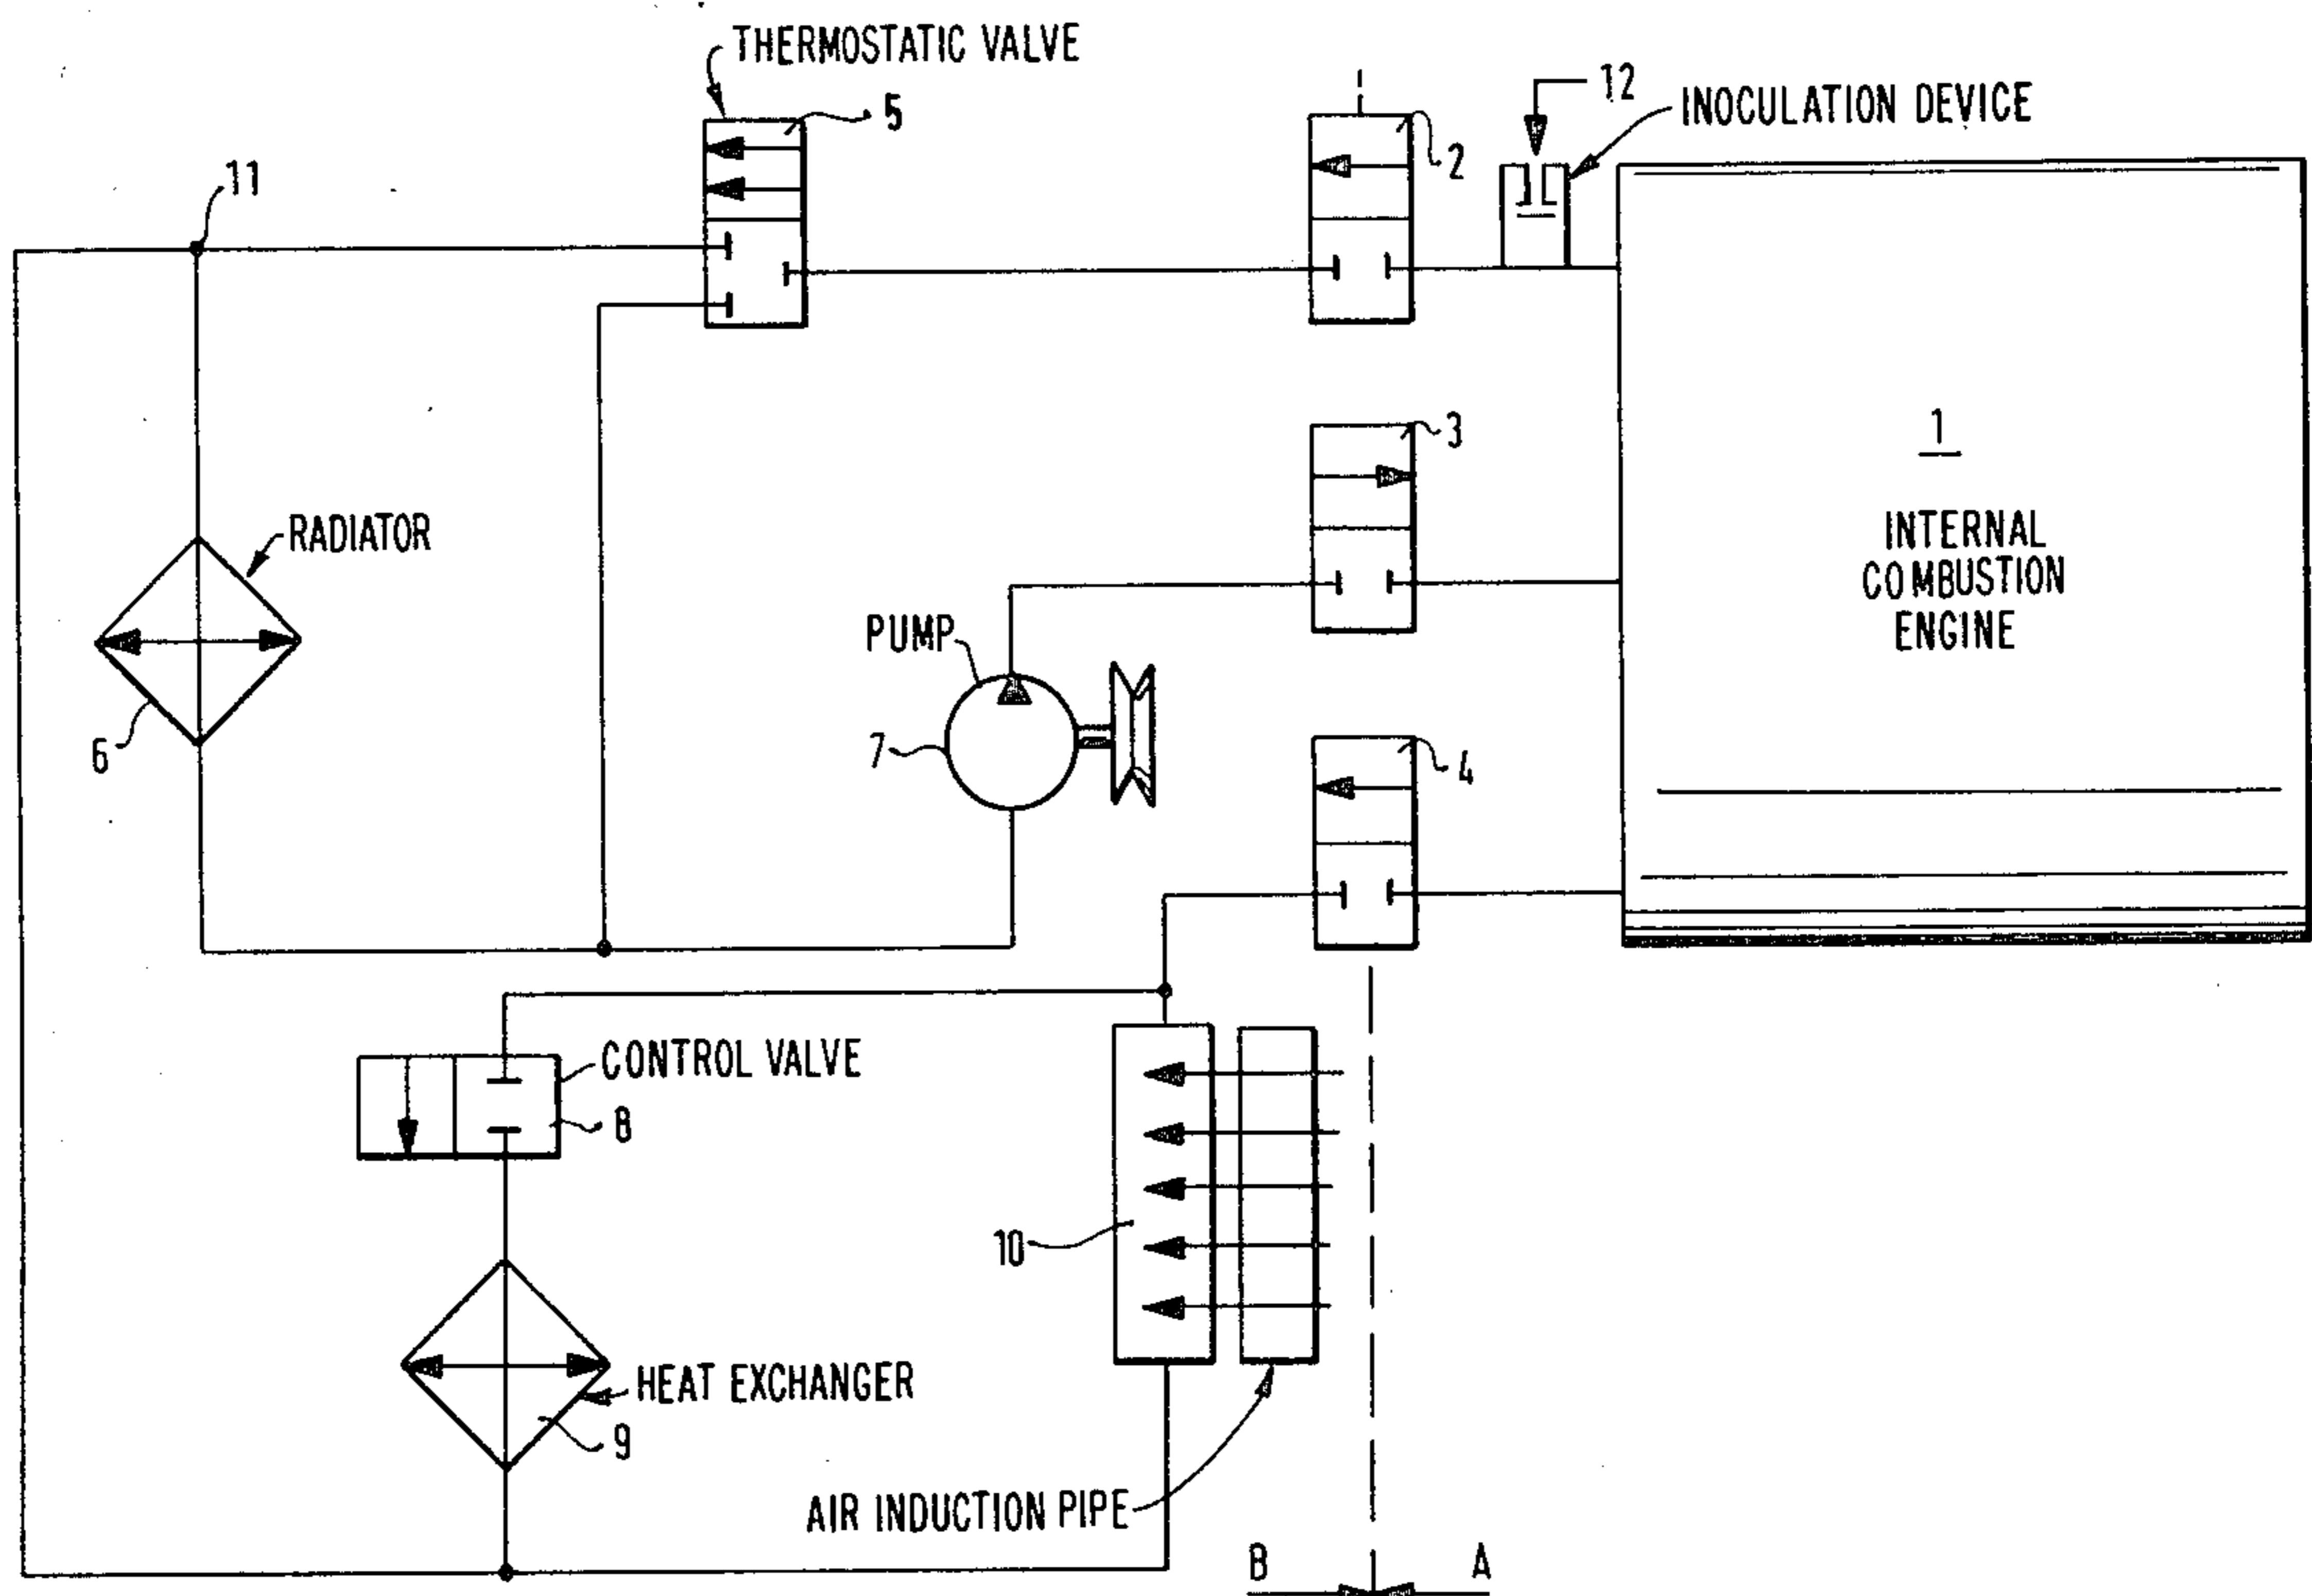 THERMOSTATIC VALVE
5
2
12
INOCULATION DEVICE
11
3
1
INTERNAL
COMBUSTION
ENGINE
RADIATOR
PUMP
6
7
4
CONTROL VALVE
8
10
HEAT EXCHANGER
9
AIR INDUCTION PIPE
B
A